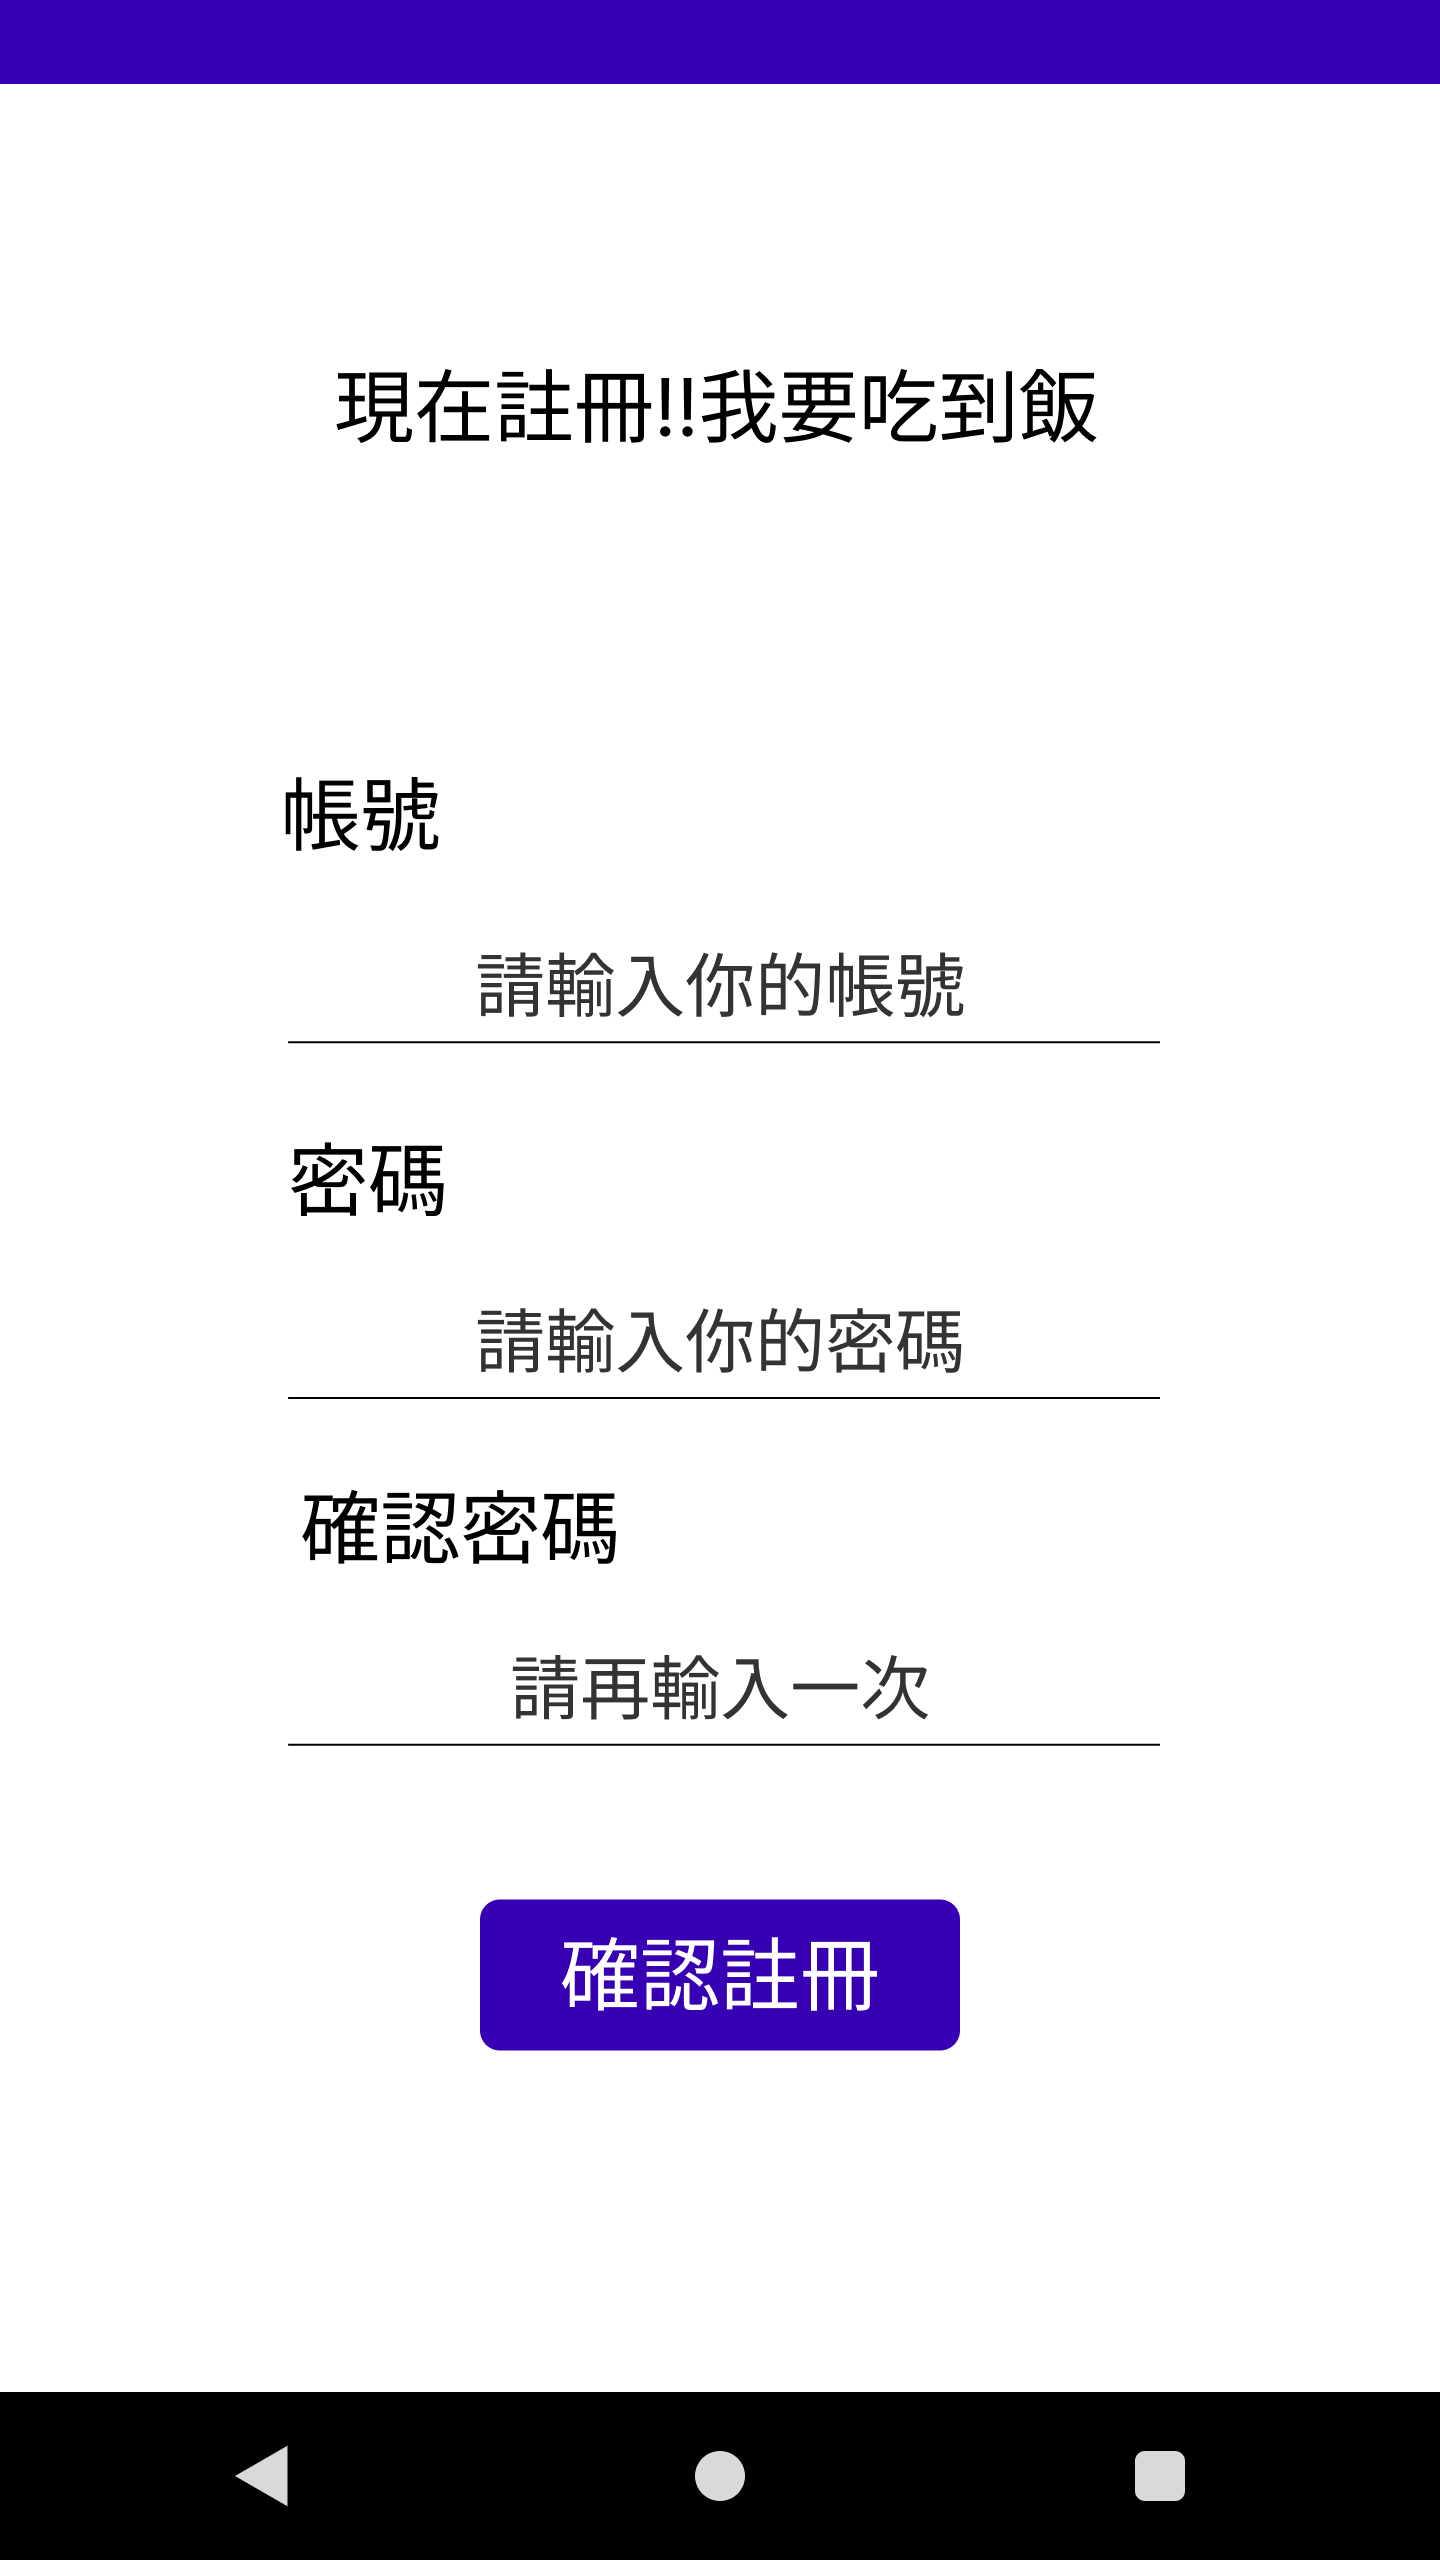 現在註冊!!我要吃到飯
帳號
請輸入你的帳號
密碼
請輸入你的密碼
確認密碼
請再輸入一次
確認註冊